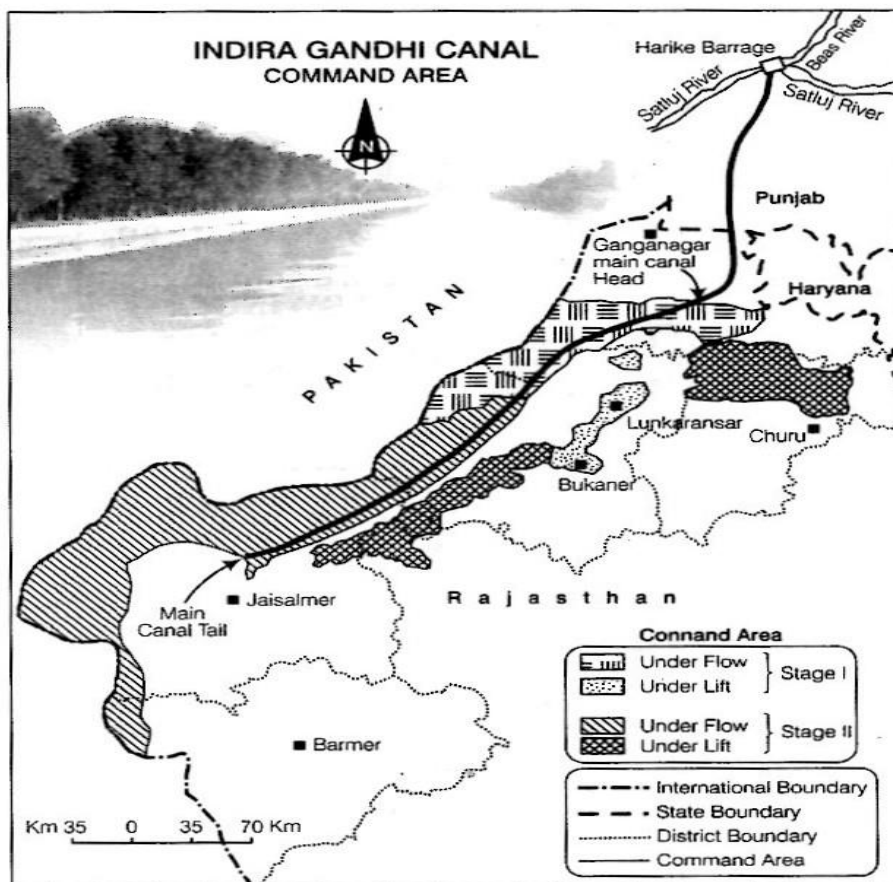 INDIRA GANDHI CANAL
COMMAND AREA
Harike Barrage
Beas River
Satluj River
Satluj River
N
Punjab
Ganganagar
main canal
Head
Haryana
PAKISTAN
Lunkaransar
Churu
Bukaner
Main
Canal Tail
Jaisalmer
Rajasthan
Barmer
Connand Area
Under Flow
Under Lift
Stage I
Under Flow
Under Lift
Stage II
International Boundary
State Boundary
District Boundary
Command Area
Km 35 0 35 70 Km